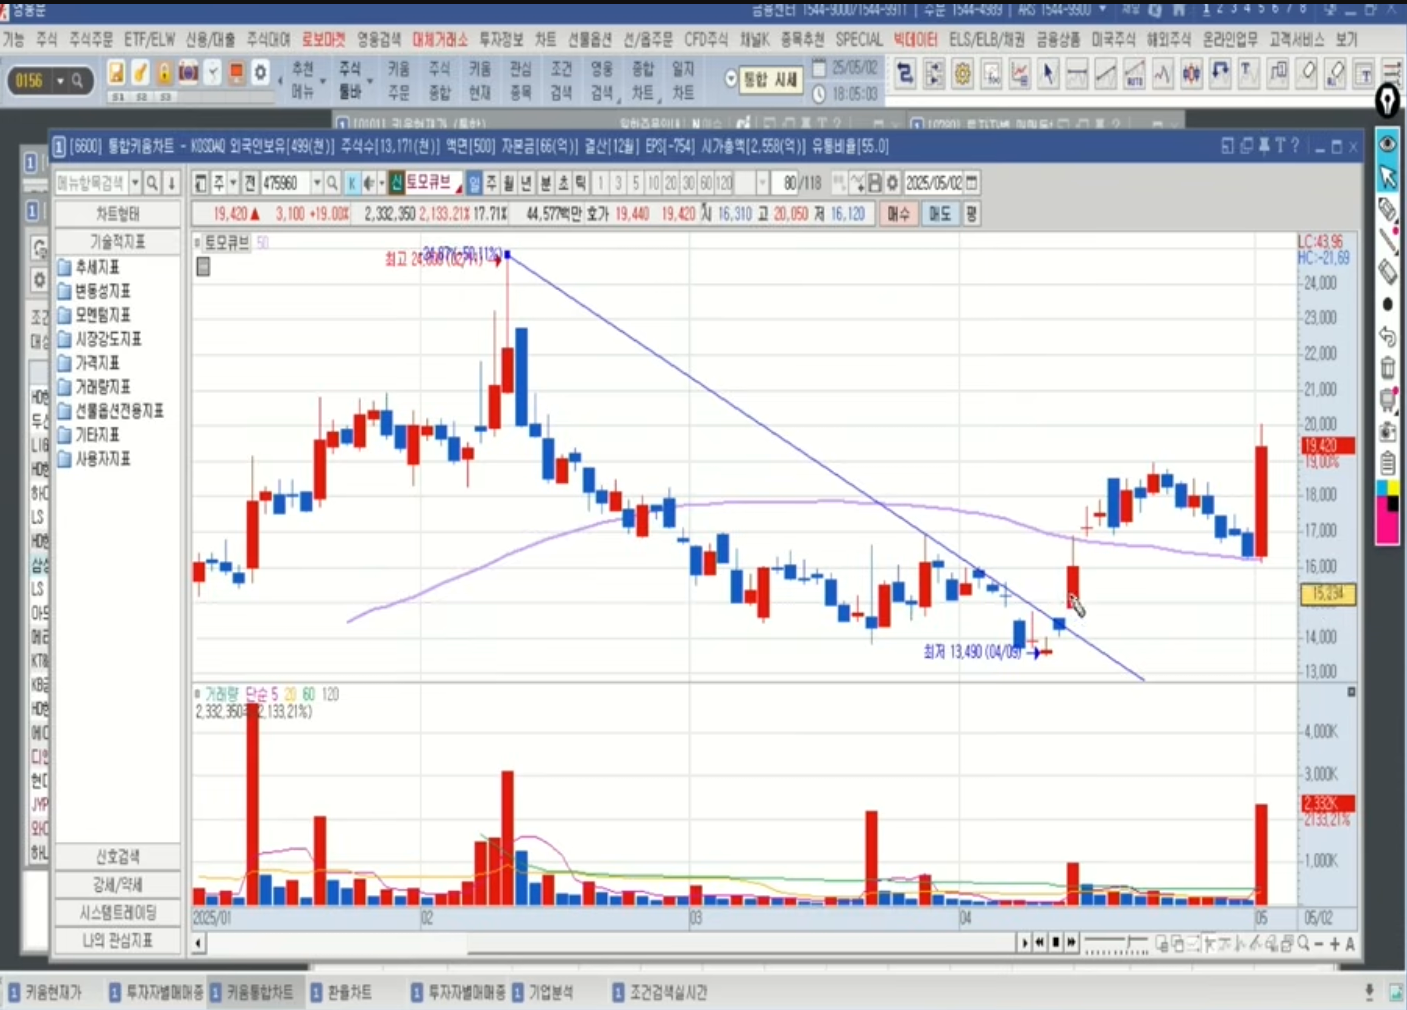 영웅문
금융센터 1544-9000/1544-9911 | 주문 1544-4989 | ARS 1544-9900 ▼ 1 2 3 4 5 6 7 8
기능 주식 주식주문 ETF/ELW 신용/대출 주식대여 로보마켓 영웅검색 대체거래소 투자정보 차트 선물옵션 선/옵주문 CFD주식 채널K 종목추천 SPECIAL 빅데이터 ELS/ELB/채권 금융상품 미국주식 해외주식 온라인업무 고객서비스 보기
0156
S1 S2 S3
추천 메뉴
주식 툴바
키움 주문
주식 종합
키움 현재
관심 종목
조건 검색
영웅 검색
종합 차트
일지 차트
통합 시세
25/05/02
18:05:03
[6600] 통합키움차트 - KOSDAQ 외국인보유[499(천)] 주식수[13,171(천)] 액면[500] 자본금[66(억)] 결산[12월] EPS[-754] 시가총액[2,558(억)] 유통비율[55.0]
메뉴항목검색
주 전 475960 신 토모큐브 일 주 월 년 분 초 틱 1 3 5 10 20 30 60 120 80 /118 2025/05/02
19,420▲ 3,100 +19.00% 2,332,350 2,133.21% 17.71% 44,577백만 호가 19,440 19,420 시 16,310 고 20,050 저 16,120 매수 매도 평
차트형태
기술적지표
추세지표
변동성지표
모멘텀지표
시장강도지표
가격지표
거래량지표
선물옵션전용지표
기타지표
사용자지표
신호검색
강세/약세
시스템트레이딩
나의 관심지표
토모큐브 50
LC:43,96
HC:-21,69
24,000
23,000
22,000
21,000
20,000
19,420
19,00%
18,000
17,000
16,000
15,234
14,000
13,000
최저 13,490 (04/09)
거래량 단순 5 20 60 120
4,000K
3,000K
2,332K
2133,21%
1,000K
2025/01 02 03 04 05 05/02
키움현재가 투자자별매매종 키움통합차트 환율차트 투자자별매매종 기업분석 조건검색실시간